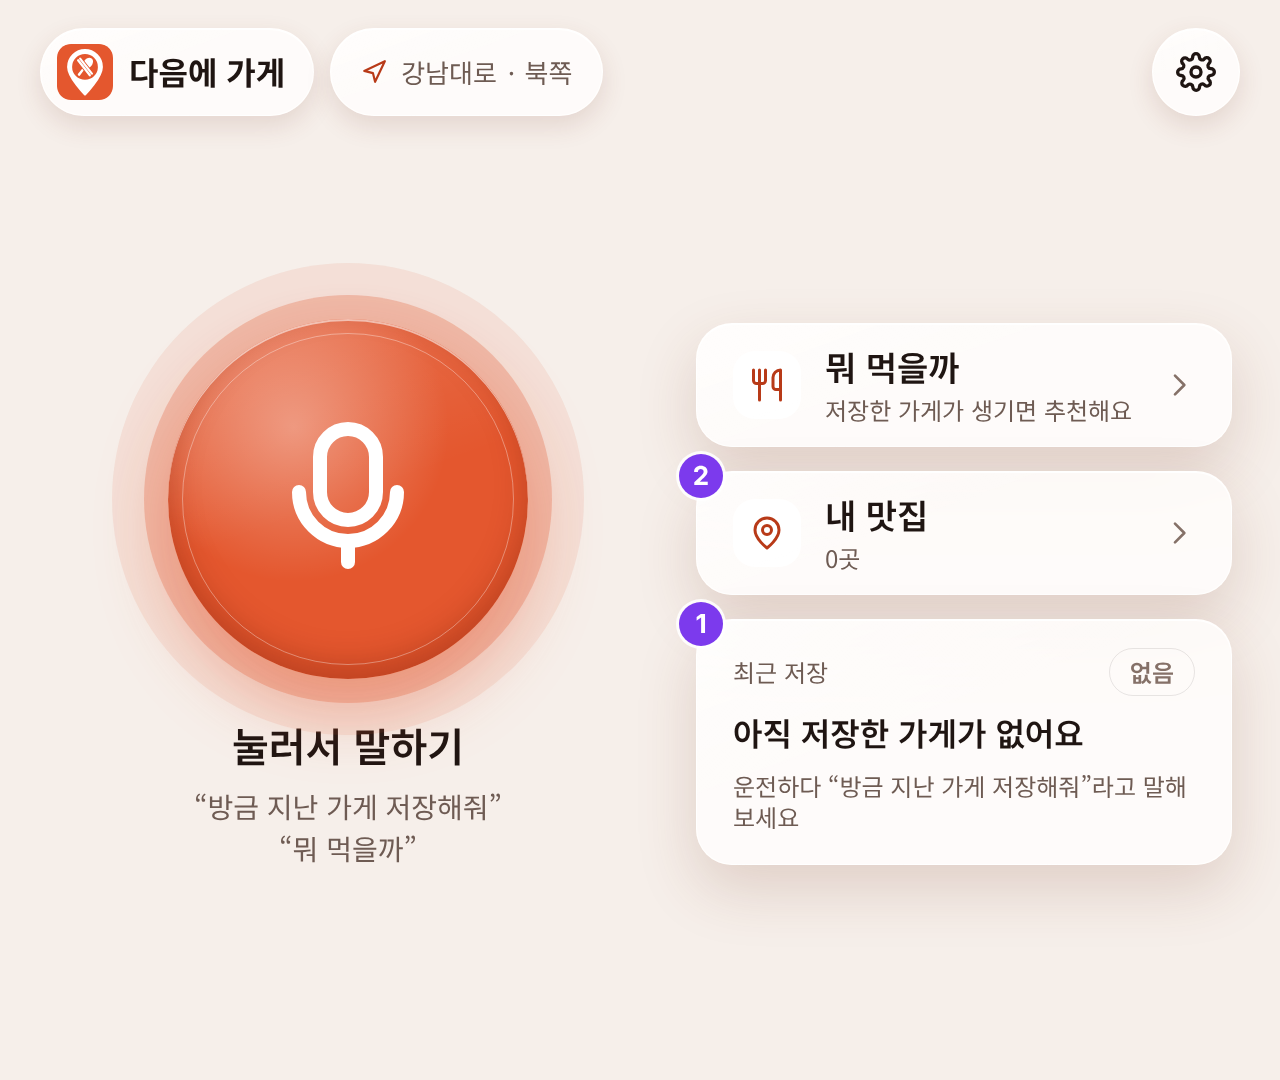 다음에 가게
강남대로 · 북쪽
눌러서 말하기
“방금 지난 가게 저장해줘”
“뭐 먹을까”
뭐 먹을까
저장한 가게가 생기면 추천해요
2
내 맛집
0곳
1
최근 저장
없음
아직 저장한 가게가 없어요
운전하다 “방금 지난 가게 저장해줘”라고 말해
보세요